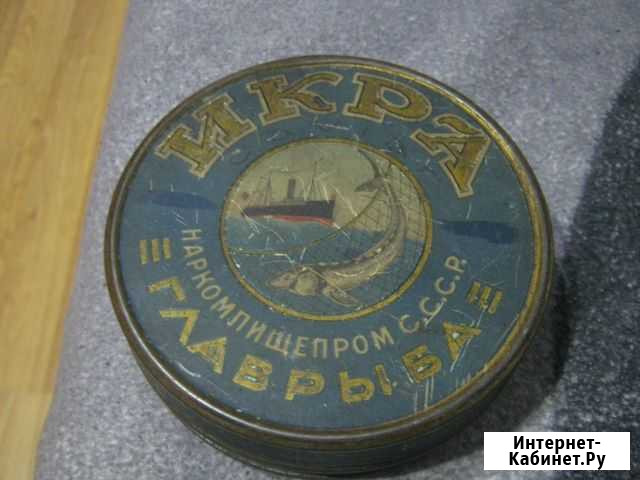 ИКРА
НАРКОМПИЩЕПРОМ С.С.С.Р.
ГЛАВРЫБА
Интернет-
Кабинет.Ру